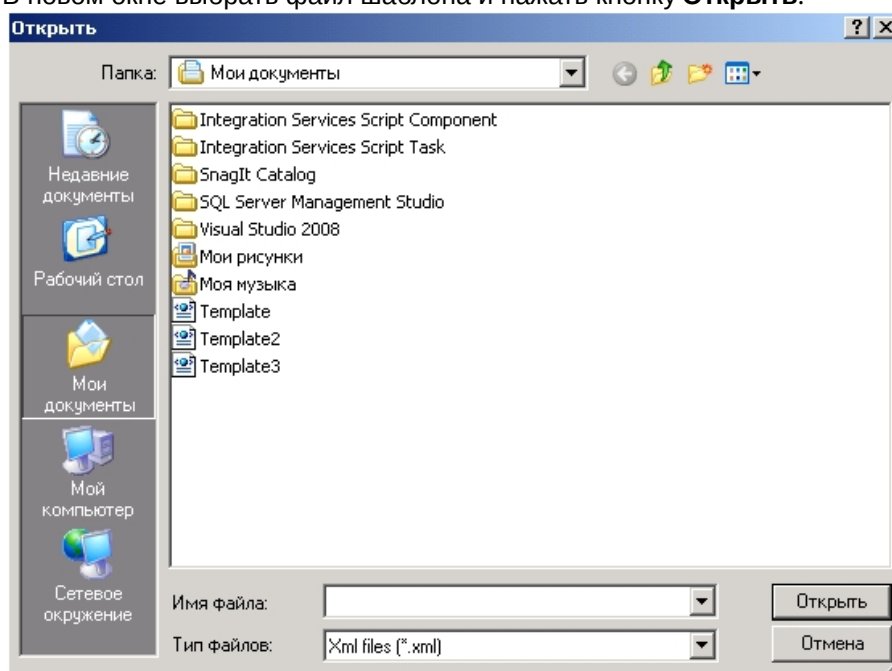 В новом окне выбрать файл шаблона и нажать кнопку Открыть.
Открыть
Папка:
Мои документы
Недавние
документы
Рабочий стол
Мои
документы
Мой
компьютер
Сетевое
окружение
Integration Services Script Component
Integration Services Script Task
SnagIt Catalog
SQL Server Management Studio
Visual Studio 2008
Мои рисунки
Моя музыка
Template
Template2
Template3
Имя файла:
Открыть
Тип файлов:
Xml files (*.xml)
Отмена